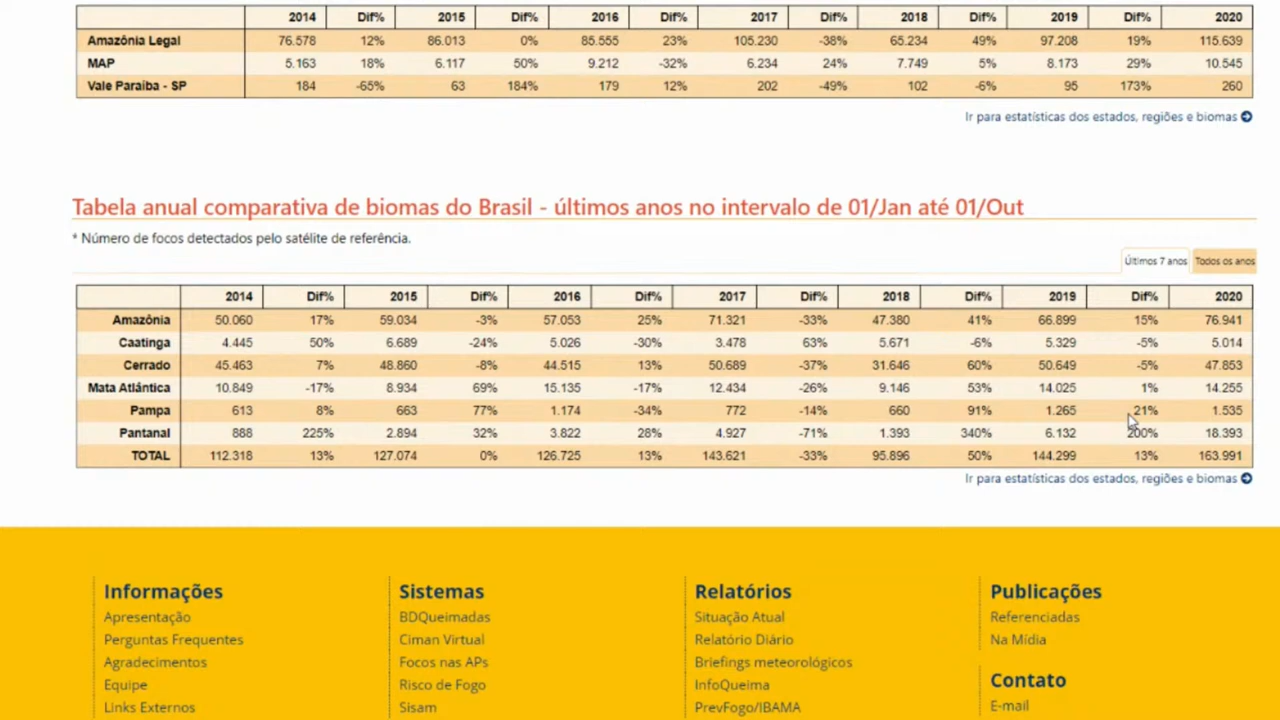 2014 Dif% 2015 Dif% 2016 Dif% 2017 Dif% 2018 Dif% 2019 Dif% 2020
Amazônia Legal 76.578 12% 86.013 0% 85.555 23% 105.230 -38% 65.234 49% 97.208 19% 115.639
MAP 5.163 18% 6.117 50% 9.212 -32% 6.234 24% 7.749 5% 8.173 29% 10.545
Vale Paraíba - SP 184 -65% 63 184% 179 12% 202 -49% 102 -6% 95 173% 260
Ir para estatísticas dos estados, regiões e biomas
Tabela anual comparativa de biomas do Brasil - últimos anos no intervalo de 01/Jan até 01/Out
* Número de focos detectados pelo satélite de referência.
Últimos 7 anos Todos os anos
2014 Dif% 2015 Dif% 2016 Dif% 2017 Dif% 2018 Dif% 2019 Dif% 2020
Amazônia 50.060 17% 59.034 -3% 57.053 25% 71.321 -33% 47.380 41% 66.899 15% 76.941
Caatinga 4.445 50% 6.689 -24% 5.026 -30% 3.478 63% 5.671 -6% 5.329 -5% 5.014
Cerrado 45.463 7% 48.860 -8% 44.515 13% 50.689 -37% 31.646 60% 50.649 -5% 47.853
Mata Atlântica 10.849 -17% 8.934 69% 15.135 -17% 12.434 -26% 9.146 53% 14.025 1% 14.255
Pampa 613 8% 663 77% 1.174 -34% 772 -14% 660 91% 1.265 21% 1.535
Pantanal 888 225% 2.894 32% 3.822 28% 4.927 -71% 1.393 340% 6.132 200% 18.393
TOTAL 112.318 13% 127.074 0% 126.725 13% 143.621 -33% 95.896 50% 144.299 13% 163.991
Ir para estatísticas dos estados, regiões e biomas
Informações
Apresentação
Perguntas Frequentes
Agradecimentos
Equipe
Links Externos
Sistemas
BDQueimadas
Ciman Virtual
Focos nas APs
Risco de Fogo
Sisam
Relatórios
Situação Atual
Relatório Diário
Briefings meteorológicos
InfoQueima
PrevFogo/IBAMA
Publicações
Referenciadas
Na Mídia
Contato
E-mail